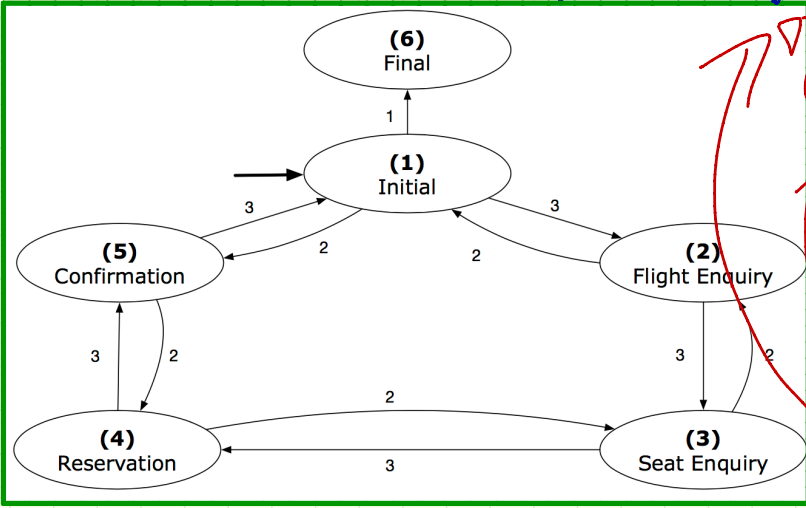 (6)
Final
1
(1)
Initial
3
3
2
2
(5)
Confirmation
(2)
Flight Enquiry
3
2
3
2
2
(4)
Reservation
(3)
Seat Enquiry
3